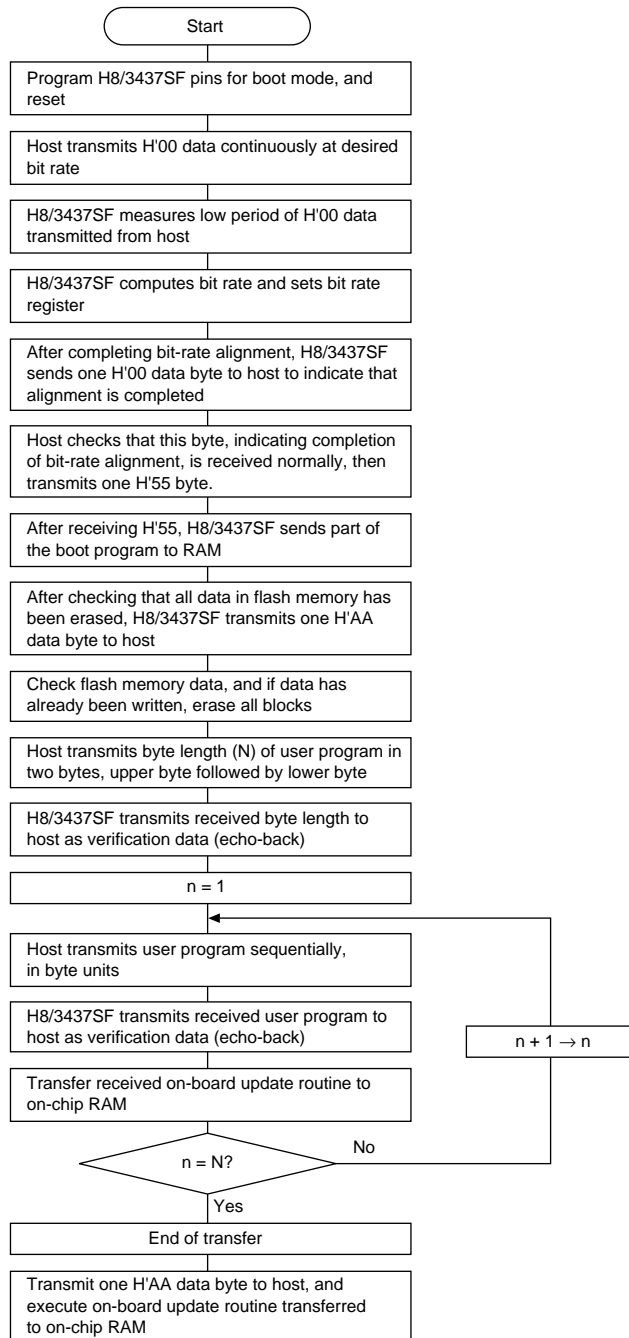 Start
Program H8/3437SF pins for boot mode, and
reset
Host transmits H'00 data continuously at desired
bit rate
H8/3437SF measures low period of H'00 data
transmitted from host
H8/3437SF computes bit rate and sets bit rate
register
After completing bit-rate alignment, H8/3437SF
sends one H'00 data byte to host to indicate that
alignment is completed
Host checks that this byte, indicating completion
of bit-rate alignment, is received normally, then
transmits one H'55 byte.
After receiving H'55, H8/3437SF sends part of
the boot program to RAM
After checking that all data in flash memory has
been erased, H8/3437SF transmits one H'AA
data byte to host
Check flash memory data, and if data has
already been written, erase all blocks
Host transmits byte length (N) of user program in
two bytes, upper byte followed by lower byte
H8/3437SF transmits received byte length to
host as verification data (echo-back)
n = 1
Host transmits user program sequentially,
in byte units
H8/3437SF transmits received user program to
host as verification data (echo-back)
n + 1 → n
Transfer received on-board update routine to
on-chip RAM
n = N?
No
Yes
End of transfer
Transmit one H'AA data byte to host, and
execute on-board update routine transferred
to on-chip RAM